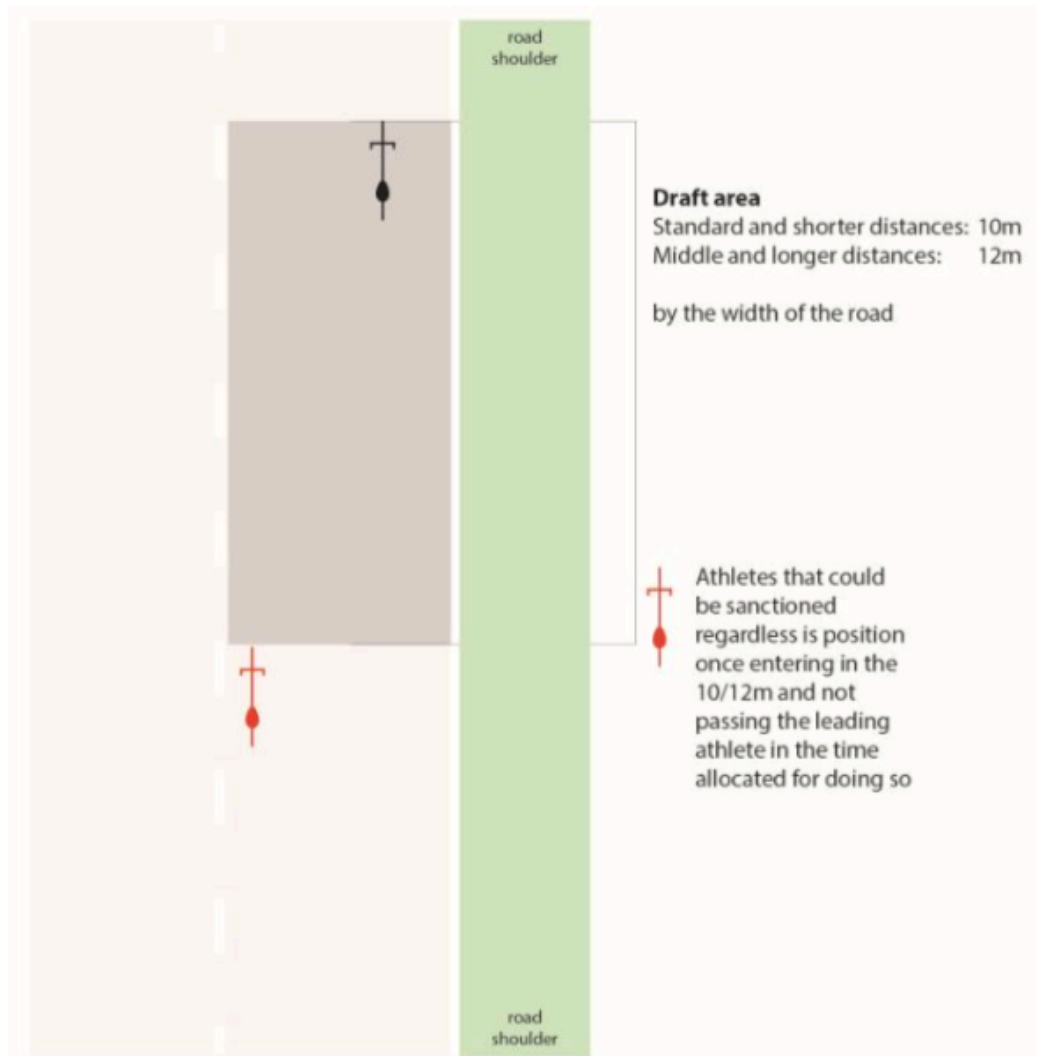 road
shoulder
Draft area
Standard and shorter distances: 10m
Middle and longer distances: 12m
by the width of the road
Athletes that could
be sanctioned
regardless is position
once entering in the
10/12m and not
passing the leading
athlete in the time
allocated for doing so
road
shoulder